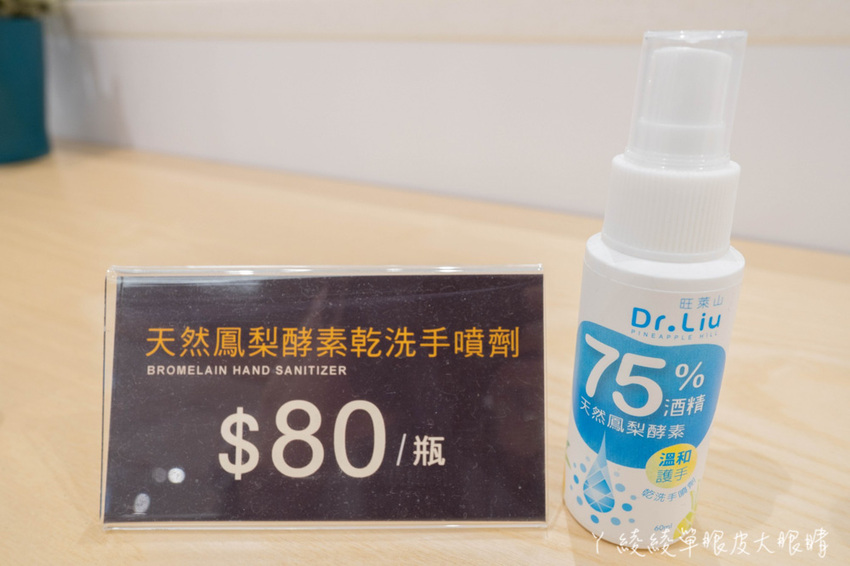 天然鳳梨酵素乾洗手噴劑
BROMELAIN HAND SANITIZER
$80/瓶
旺萊山
Dr.Liu
PINEAPPLE HILL
75%
酒精
天然鳳梨酵素
溫和
護手
乾洗手噴劑
60ml
ㄚ綾綾單眼皮大眼睛